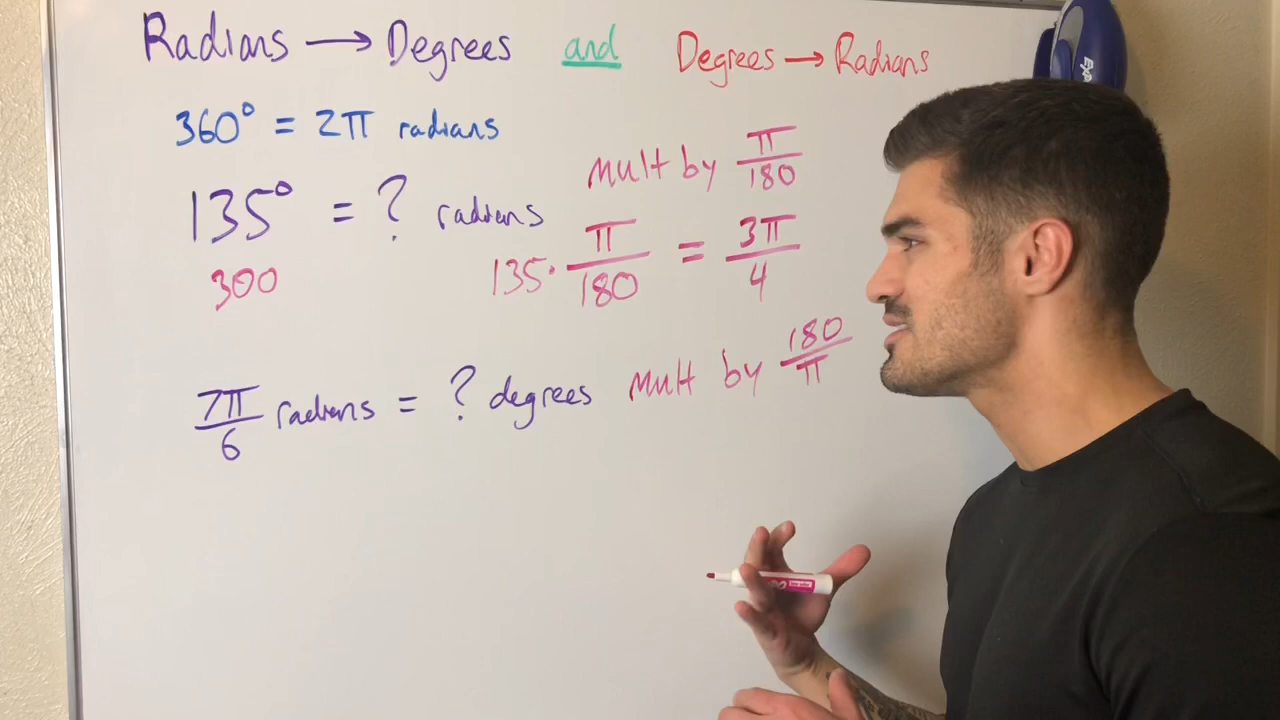 Radians → Degrees and Degrees → Radians
360° = 2π radians
mult by π/180
135° = ? radians
135 · π/180 = 3π/4
300
7π/6 radians = ? degrees mult by 180/π